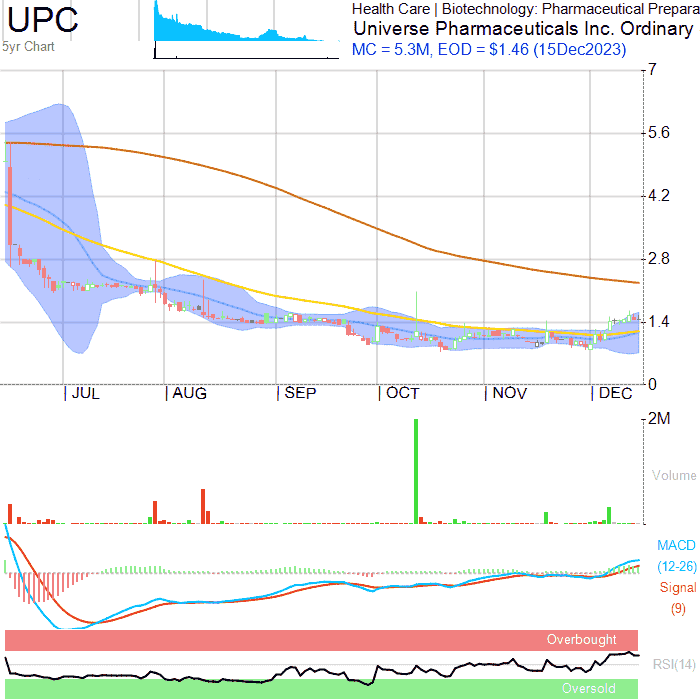 UPC
5yr Chart
Health Care | Biotechnology: Pharmaceutical Prepara
Universe Pharmaceuticals Inc. Ordinary
MC = 5.3M, EOD = $1.46 (15Dec2023)
7
5.6
4.2
2.8
1.4
0
JUL AUG SEP OCT NOV DEC
2M
Volume
MACD
(12-26)
Signal
(9)
Overbought
RSI(14)
Oversold